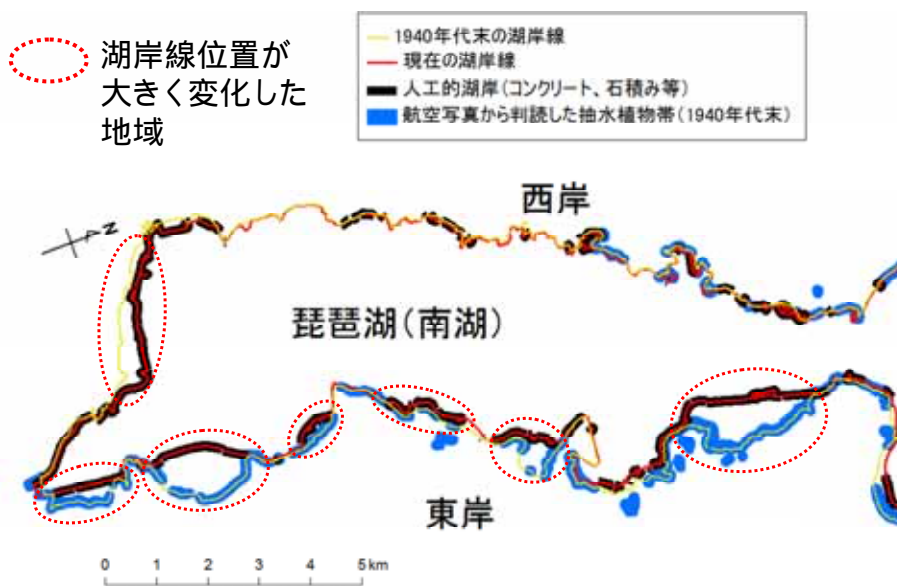 湖岸線位置が
大きく変化した
地域
1940年代末の湖岸線
現在の湖岸線
人工的湖岸(コンクリート、石積み等)
航空写真から判読した抽水植物帯(1940年代末)
西岸
N
琵琶湖(南湖)
東岸
0 1 2 3 4 5 km